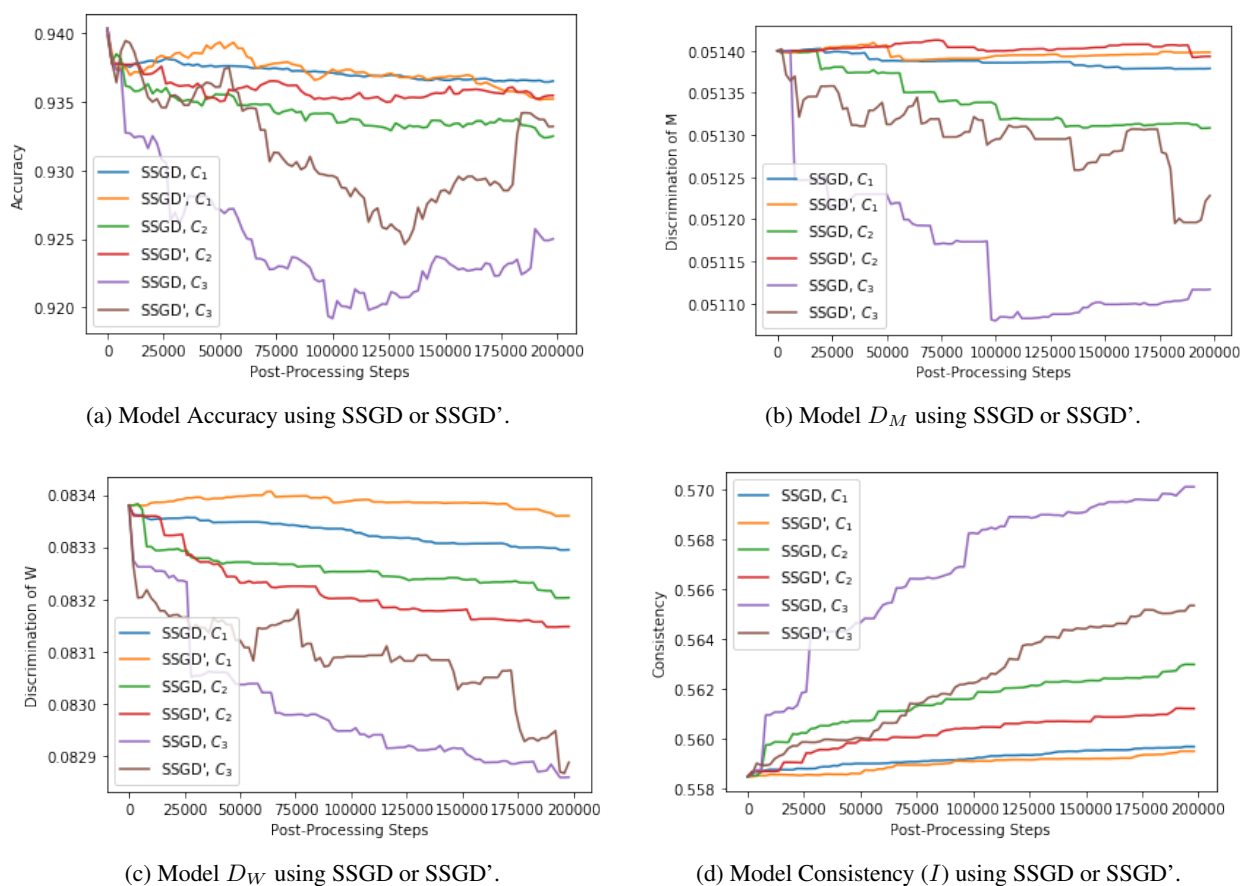 0.940
0.935
0.930
0.925
0.920
Accuracy
SSGD, C₁
SSGD', C₁
SSGD, C₂
SSGD', C₂
SSGD, C₃
SSGD', C₃
0 25000 50000 75000 100000 125000 150000 175000 200000
Post-Processing Steps
(a) Model Accuracy using SSGD or SSGD’.
0.05140
0.05135
0.05130
0.05125
0.05120
0.05115
0.05110
Discrimination of M
SSGD, C₁
SSGD', C₁
SSGD, C₂
SSGD', C₂
SSGD, C₃
SSGD', C₃
0 25000 50000 75000 100000 125000 150000 175000 200000
Post-Processing Steps
(b) Model D_M using SSGD or SSGD’.
0.0834
0.0833
0.0832
0.0831
0.0830
0.0829
Discrimination of W
SSGD, C₁
SSGD', C₁
SSGD, C₂
SSGD', C₂
SSGD, C₃
SSGD', C₃
0 25000 50000 75000 100000 125000 150000 175000 200000
Post-Processing Steps
(c) Model D_W using SSGD or SSGD’.
0.570
0.568
0.566
0.564
0.562
0.560
0.558
Consistency
SSGD, C₁
SSGD', C₁
SSGD, C₂
SSGD', C₂
SSGD, C₃
SSGD', C₃
0 25000 50000 75000 100000 125000 150000 175000 200000
Post-Processing Steps
(d) Model Consistency (I) using SSGD or SSGD’.